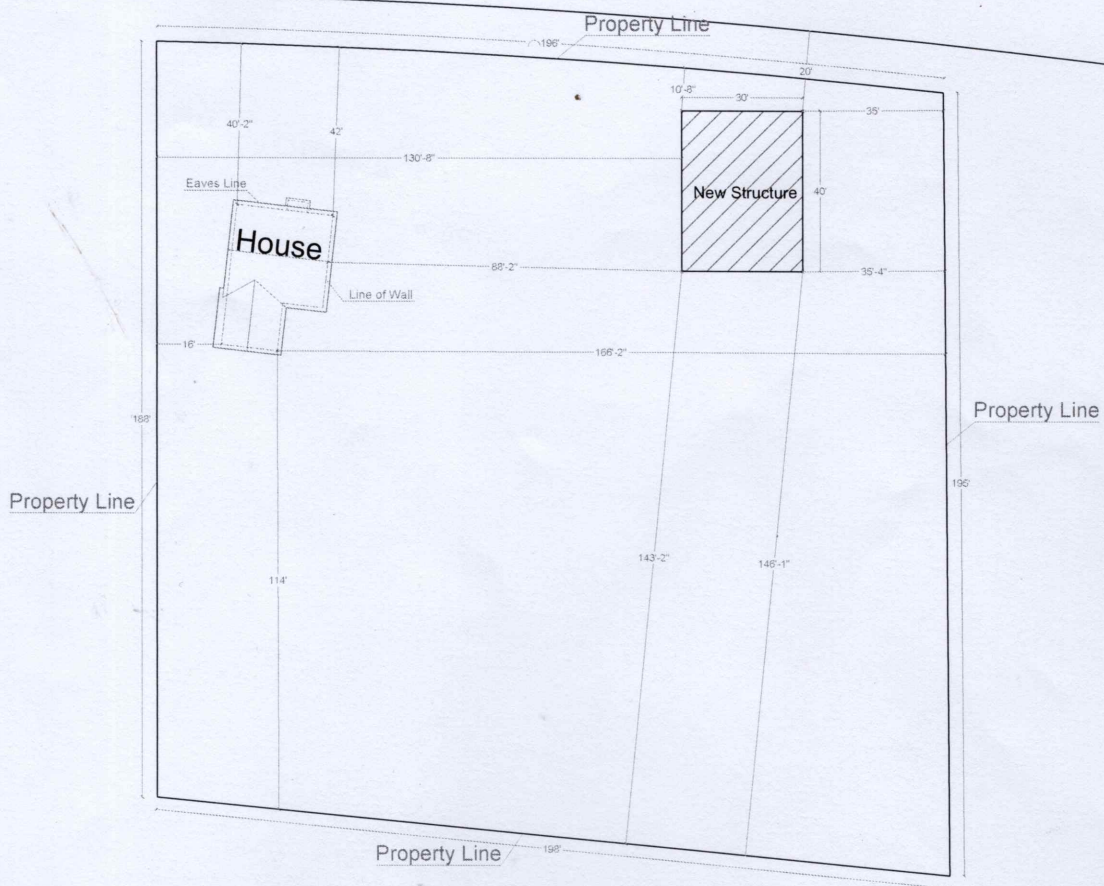 Property Line
196'
20'
10'-8"
30'
35'
40'-2"
42'
130'-8"
Eaves Line
New Structure
40'
House
88'-2"
35'-4"
Line of Wall
16'
166'-2"
188'
Property Line
Property Line
195'
143'-2"
146'-1"
114'
198'
Property Line